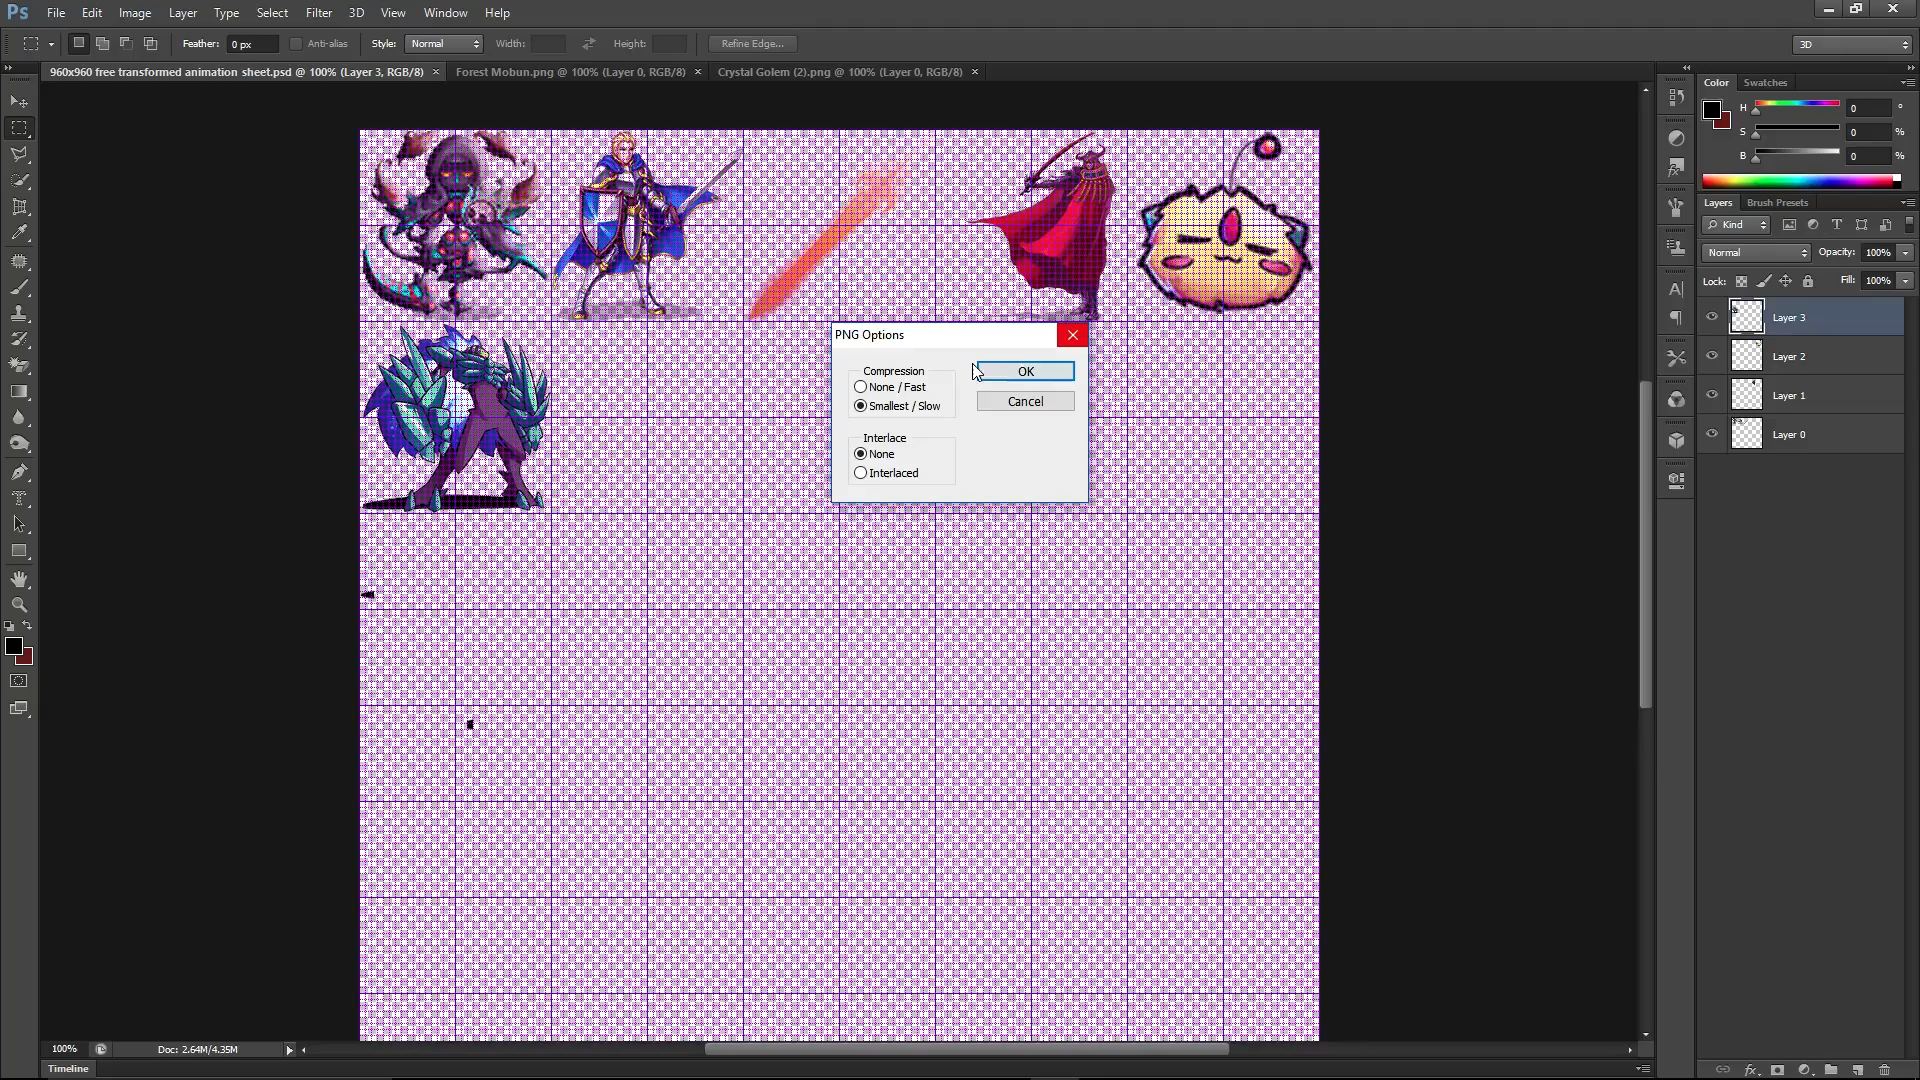 Ps File Edit Image Layer Type Select Filter 3D View Window Help
Feather: 0 px Anti-alias Style: Normal Width: Height: Refine Edge... 3D
960x960 free transformed animation sheet.psd @ 100% (Layer 3, RGB/8) × Forest Mobun.png @ 100% (Layer 0, RGB/8) × Crystal Golem (2).png @ 100% (Layer 0, RGB/8) ×
Color Swatches
H 0 °
S 0 %
B 0 %
Layers Brush Presets
Kind
Normal Opacity: 100%
Lock: Fill: 100%
Layer 3
Layer 2
Layer 1
Layer 0
PNG Options
Compression
None / Fast
Smallest / Slow
OK
Cancel
Interlace
None
Interlaced
100% Doc: 2.64M/4.35M
Timeline